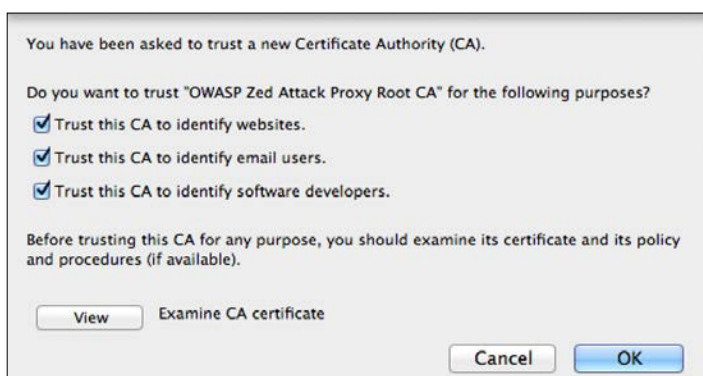 You have been asked to trust a new Certificate Authority (CA).
Do you want to trust "OWASP Zed Attack Proxy Root CA" for the following purposes?
Trust this CA to identify websites.
Trust this CA to identify email users.
Trust this CA to identify software developers.
Before trusting this CA for any purpose, you should examine its certificate and its policy
and procedures (if available).
View Examine CA certificate
Cancel OK